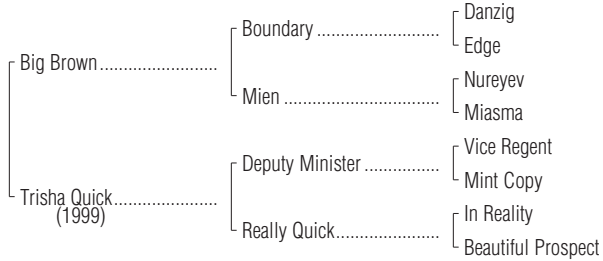 Danzig
Boundary ......................
Edge
Big Brown.....................
Nureyev
Mien ............................
Miasma
Vice Regent
Deputy Minister ..............
Mint Copy
Trisha Quick...................
(1999)
In Reality
Really Quick...................
Beautiful Prospect